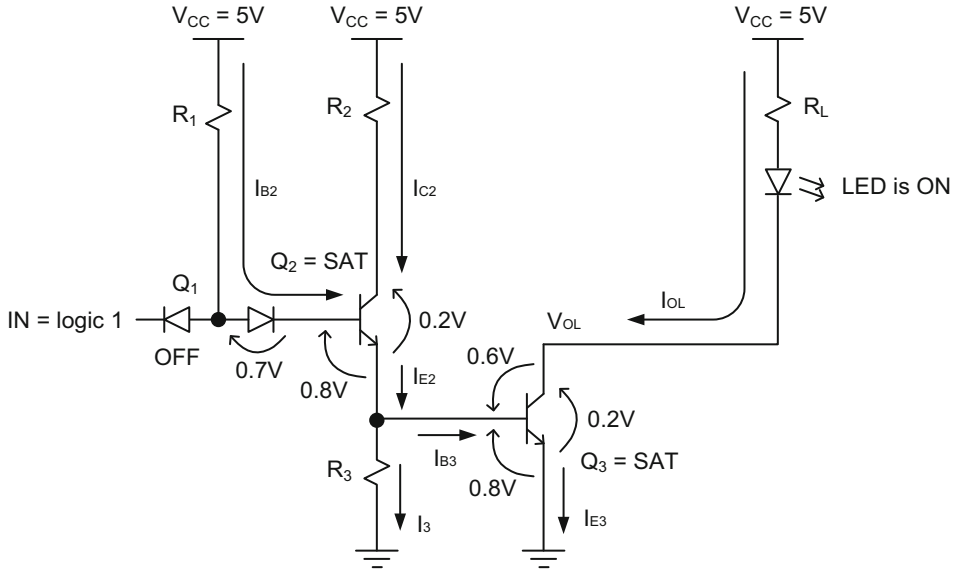 VCC = 5V
VCC = 5V
VCC = 5V
R1
R2
RL
IB2
IC2
LED is ON
Q2 = SAT
Q1
IOL
IN = logic 1
0.2V
VOL
OFF
0.7V
0.6V
0.8V
IE2
0.2V
IB3
R3
Q3 = SAT
0.8V
I3
IE3